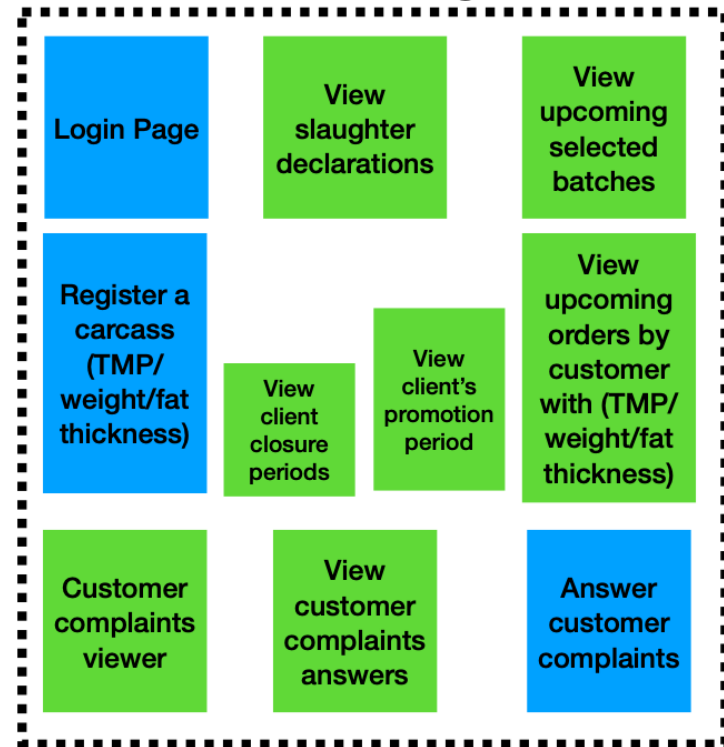 Login Page
View
slaughter
declarations
View
upcoming
selected
batches
Register a
carcass
(TMP/
weight/fat
thickness)
View
client
closure
periods
View
client’s
promotion
period
View
upcoming
orders by
customer
with (TMP/
weight/fat
thickness)
Customer
complaints
viewer
View
customer
complaints
answers
Answer
customer
complaints